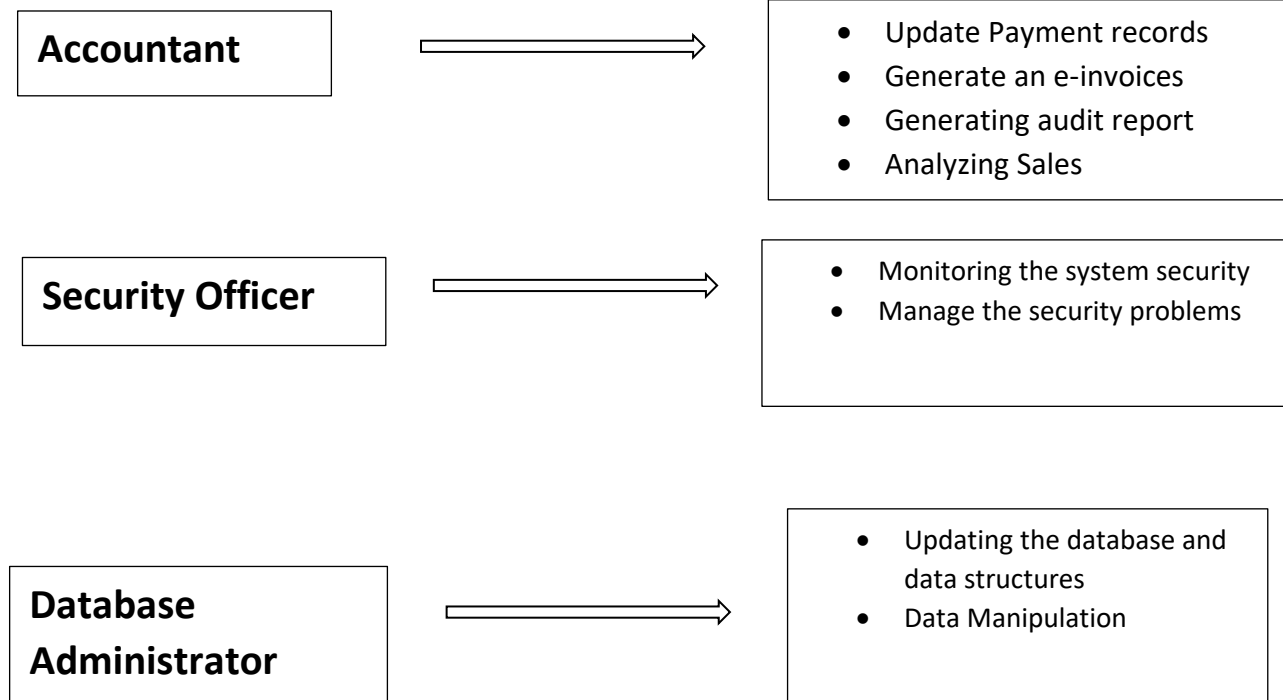 Accountant
• Update Payment records
• Generate an e-invoices
• Generating audit report
• Analyzing Sales
Security Officer
• Monitoring the system security
• Manage the security problems
Database
Administrator
• Updating the database and
data structures
• Data Manipulation